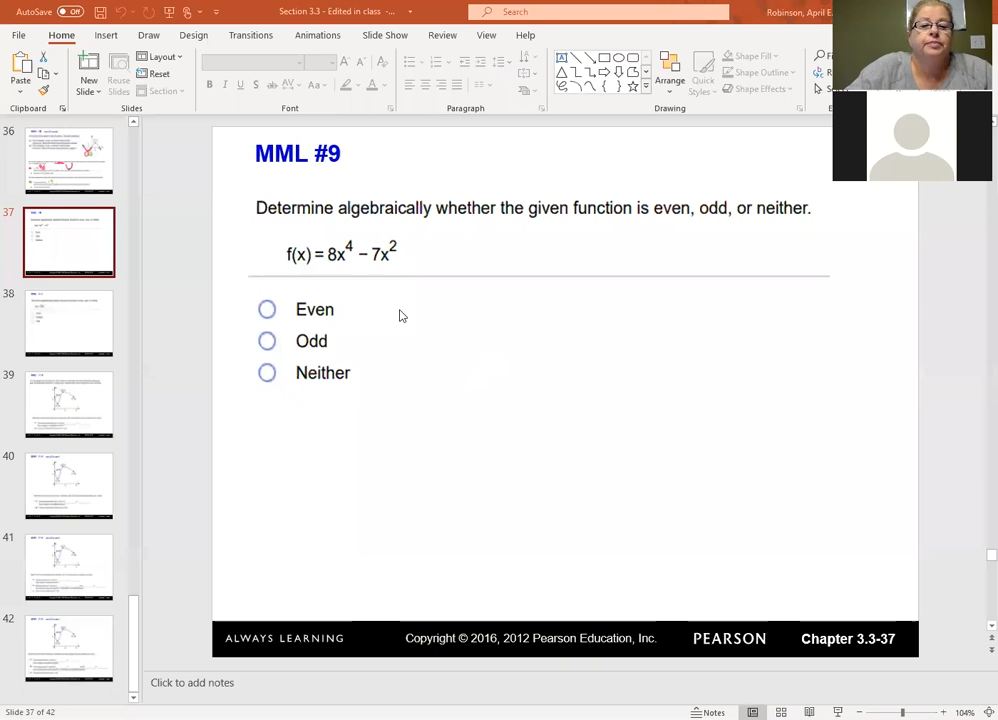 AutoSave Off Section 3.3 - Edited in class -... Search Robinson, April E.
File Home Insert Draw Design Transitions Animations Slide Show Review View Help
Paste New Slide Reuse Slides Layout Reset Section Arrange Quick Styles Shape Fill Shape Outline Shape Effects
Clipboard Slides Font Paragraph Drawing
36
37
38
39
40
41
42
MML #9
Determine algebraically whether the given function is even, odd, or neither.
f(x) = 8x⁴ − 7x²
Even
Odd
Neither
ALWAYS LEARNING Copyright © 2016, 2012 Pearson Education, Inc. PEARSON Chapter 3.3-37
Click to add notes
Slide 37 of 42 Notes 104%